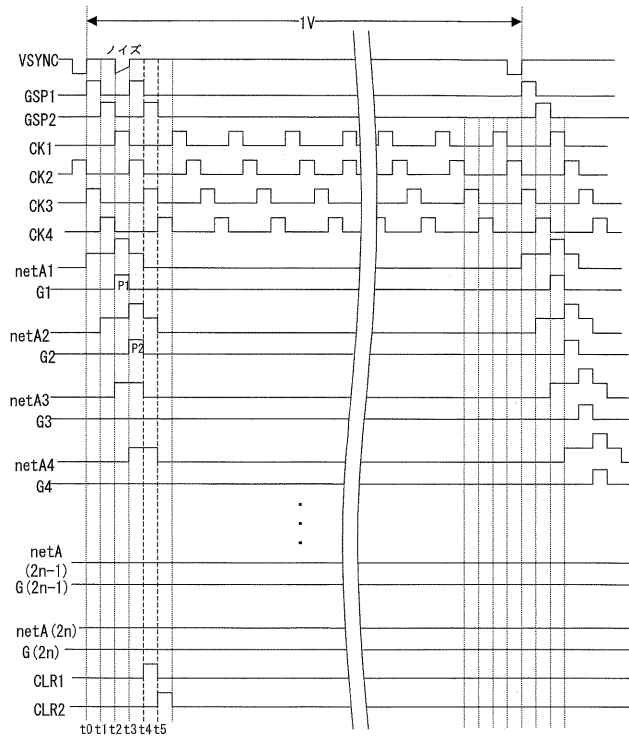 1V
ノイズ
VSYNC
GSP1
GSP2
CK1
CK2
CK3
CK4
netA1
P1
G1
netA2
P2
G2
netA3
G3
netA4
G4
netA
(2n-1)
G(2n-1)
netA(2n)
G(2n)
CLR1
CLR2
t0 t1 t2 t3 t4 t5